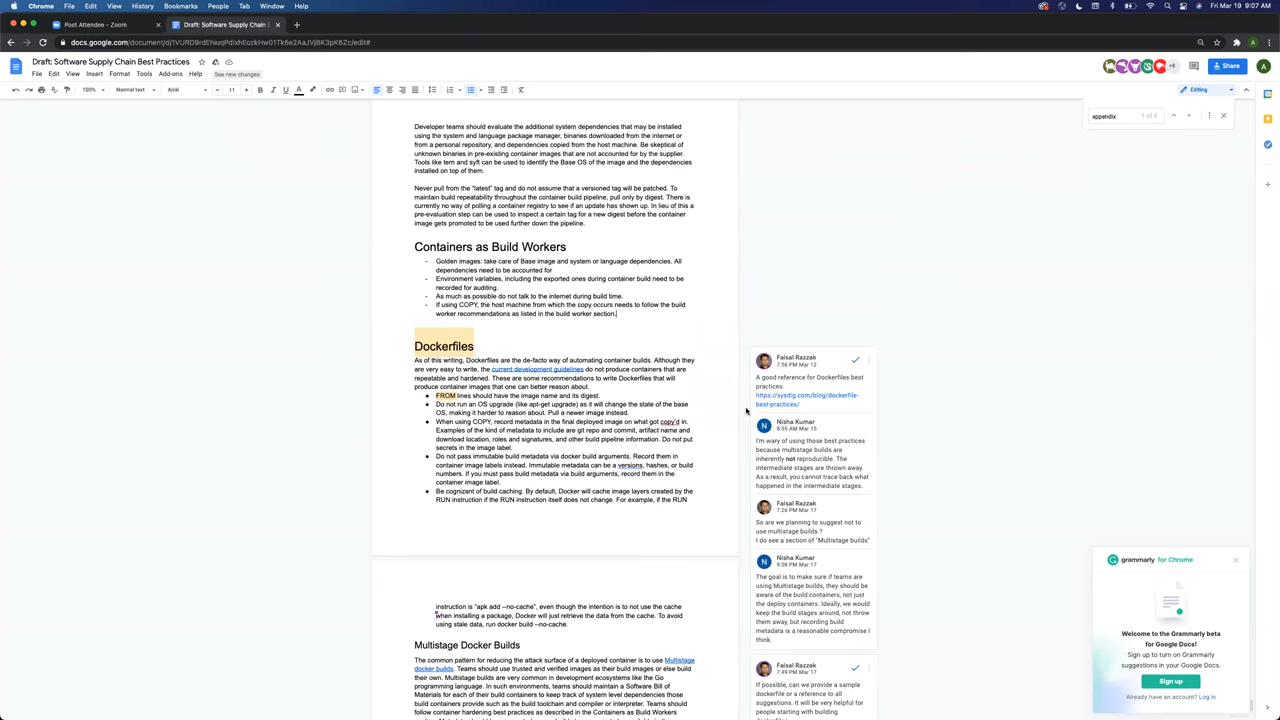 Chrome File Edit View History Bookmarks People Tab Window Help
Fri Mar 19 9:07 AM
Post Attendee - Zoom
Draft: Software Supply Chain B
Draft: Software Supply Chain Best Practices
File Edit View Insert Format Tools Add-ons Help See new changes
+8
Share
A
100% Normal text Arial 11
Editing
appendix 1 of 4
Developer teams should evaluate the additional system dependencies that may be installed
using the system and language package manager, binaries downloaded from the internet or
from a personal repository, and dependencies copied from the host machine. Be skeptical of
unknown binaries in pre-existing container images that are not accounted for by the supplier.
Tools like tern and syft can be used to identify the Base OS of the image and the dependencies
installed on top of them.
Never pull from the "latest" tag and do not assume that a versioned tag will be patched. To
maintain build repeatability throughout the container build pipeline, pull only by digest. There is
currently no way of polling a container registry to see if an update has shown up. In lieu of this a
pre-evaluation step can be used to inspect a certain tag for a new digest before the container
image gets promoted to be used further down the pipeline.
Containers as Build Workers
- Golden images: take care of Base image and system or language dependencies. All
dependencies need to be accounted for
- Environment variables, including the exported ones during container build need to be
recorded for auditing.
- As much as possible do not talk to the internet during build time.
- If using COPY, the host machine from which the copy occurs needs to follow the build
worker recommendations as listed in the build worker section.
Dockerfiles
As of this writing, Dockerfiles are the de-facto way of automating container builds. Although they
are very easy to write, the current development guidelines do not produce containers that are
repeatable and hardened. These are some recommendations to write Dockerfiles that will
produce container images that one can better reason about.
● FROM lines should have the image name and its digest.
● Do not run an OS upgrade (like apt-get upgrade) as it will change the state of the base
OS, making it harder to reason about. Pull a newer image instead.
● When using COPY, record metadata in the final deployed image on what got copy'd in.
Examples of the kind of metadata to include are git repo and commit, artifact name and
download location, roles and signatures, and other build pipeline information. Do not put
secrets in the image label.
● Do not pass immutable build metadata via docker build arguments. Record them in
container image labels instead. Immutable metadata can be a versions, hashes, or build
numbers. If you must pass build metadata via build arguments, record them in the
container image label.
● Be cognizant of build caching. By default, Docker will cache image layers created by the
RUN instruction if the RUN instruction itself does not change. For example, if the RUN
instruction is "apk add --no-cache", even though the intention is to not use the cache
when installing a package, Docker will just retrieve the data from the cache. To avoid
using stale data, run docker build --no-cache.
Multistage Docker Builds
The common pattern for reducing the attack surface of a deployed container is to use Multistage
docker builds. Teams should use trusted and verified images as their build images or else build
their own. Multistage builds are very common in development ecosystems like the Go
programming language. In such environments, teams should maintain a Software Bill of
Materials for each of their build containers to keep track of system level dependencies those
build containers provide such as the build toolchain and compiler or interpreter. Teams should
follow container hardening best practices as described in the Containers as Build Workers
Faisal Razzak
7:56 PM Mar 12
A good reference for Dockerfiles best
practices:
https://sysdig.com/blog/dockerfile-
best-practices/
N
Nisha Kumar
8:55 AM Mar 15
I'm wary of using those best practices
because multistage builds are
inherently not reproducible. The
intermediate stages are thrown away.
As a result, you cannot trace back what
happened in the intermediate stages.
Faisal Razzak
7:26 PM Mar 17
So are we planning to suggest not to
use multistage builds ?
I do see a section of "Multistage builds"
N
Nisha Kumar
9:08 PM Mar 17
The goal is to make sure if teams are
using Multistage builds, they should be
aware of the build containers, not just
the deploy containers. Ideally, we would
keep the build stages around, not throw
them away, but recording build
metadata is a reasonable compromise I
think.
Faisal Razzak
7:49 PM Mar 17
If possible, can we provide a sample
dockerfile or a reference to all
suggestions. It will be very helpful for
people starting with building
grammarly for Chrome
Welcome to the Grammarly beta
for Google Docs!
Sign up to turn on Grammarly
suggestions in your Google Docs.
Sign up
Already have an account? Log in